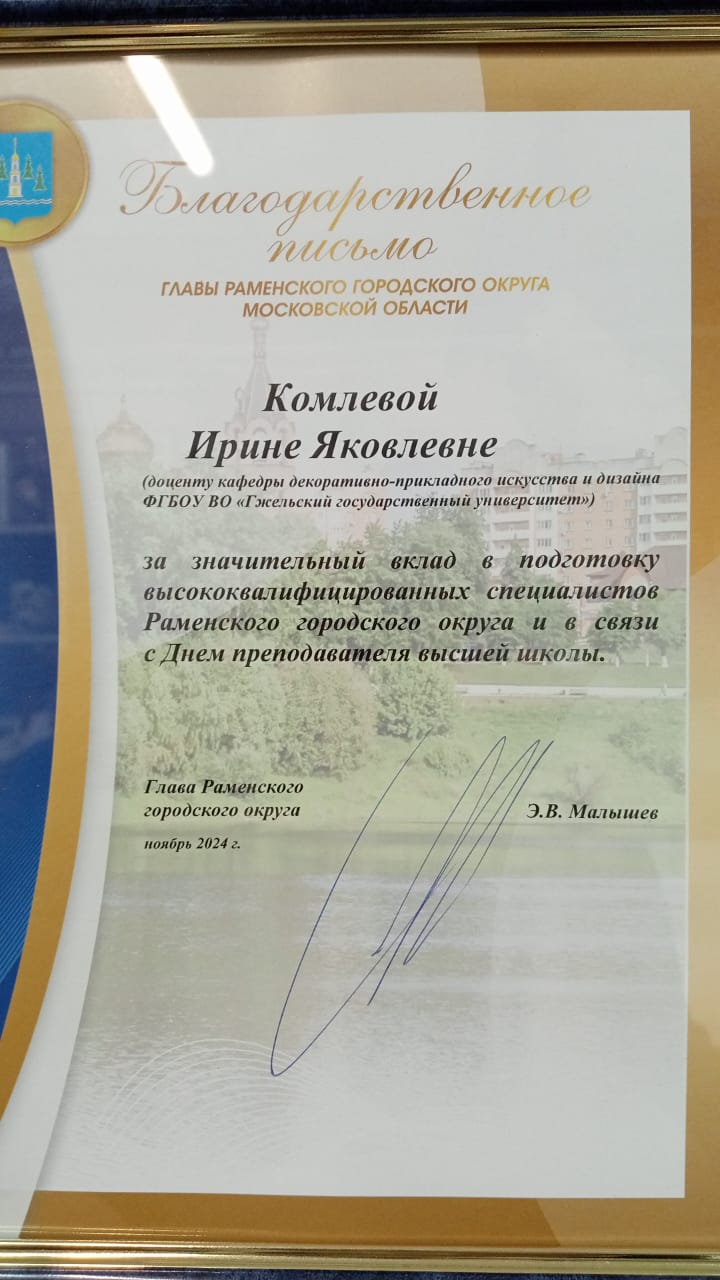 Благодарственное
письмо
ГЛАВЫ РАМЕНСКОГО ГОРОДСКОГО ОКРУГА
МОСКОВСКОЙ ОБЛАСТИ
Комлевой
Ирине Яковлевне
(доценту кафедры декоративно-прикладного искусства и дизайна
ФГБОУ ВО «Гжельский государственный университет»)
за значительный вклад в подготовку
высококвалифицированных специалистов
Раменского городского округа и в связи
с Днем преподавателя высшей школы.
Глава Раменского
городского округа
Э.В. Малышев
ноябрь 2024 г.